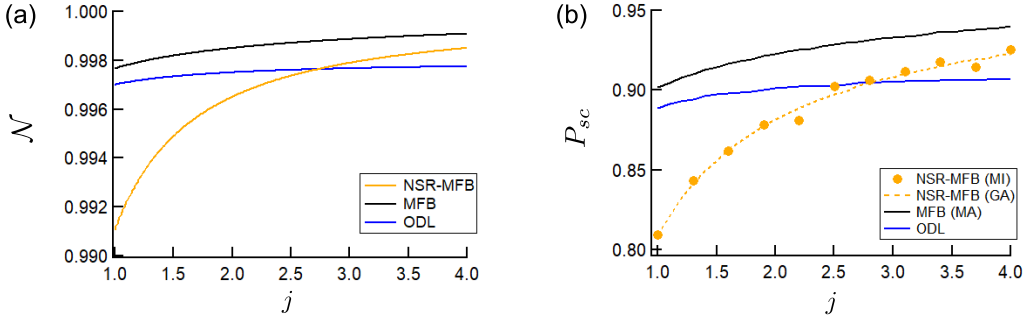 (a)
1.000
0.998
0.996
0.994
0.992
0.990
𝒩
NSR-MFB
MFB
ODL
1.0 1.5 2.0 2.5 3.0 3.5 4.0
j
(b)
0.95
0.90
0.85
0.80
P_sc
NSR-MFB (MI)
NSR-MFB (GA)
MFB (MA)
ODL
1.0 1.5 2.0 2.5 3.0 3.5 4.0
j